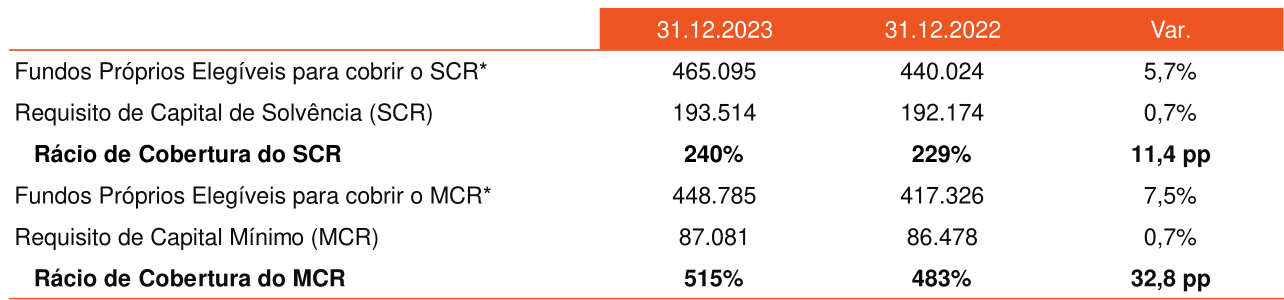 31.12.2023 31.12.2022 Var.
Fundos Próprios Elegíveis para cobrir o SCR* 465.095 440.024 5,7%
Requisito de Capital de Solvência (SCR) 193.514 192.174 0,7%
Rácio de Cobertura do SCR 240% 229% 11,4 pp
Fundos Próprios Elegíveis para cobrir o MCR* 448.785 417.326 7,5%
Requisito de Capital Mínimo (MCR) 87.081 86.478 0,7%
Rácio de Cobertura do MCR 515% 483% 32,8 pp